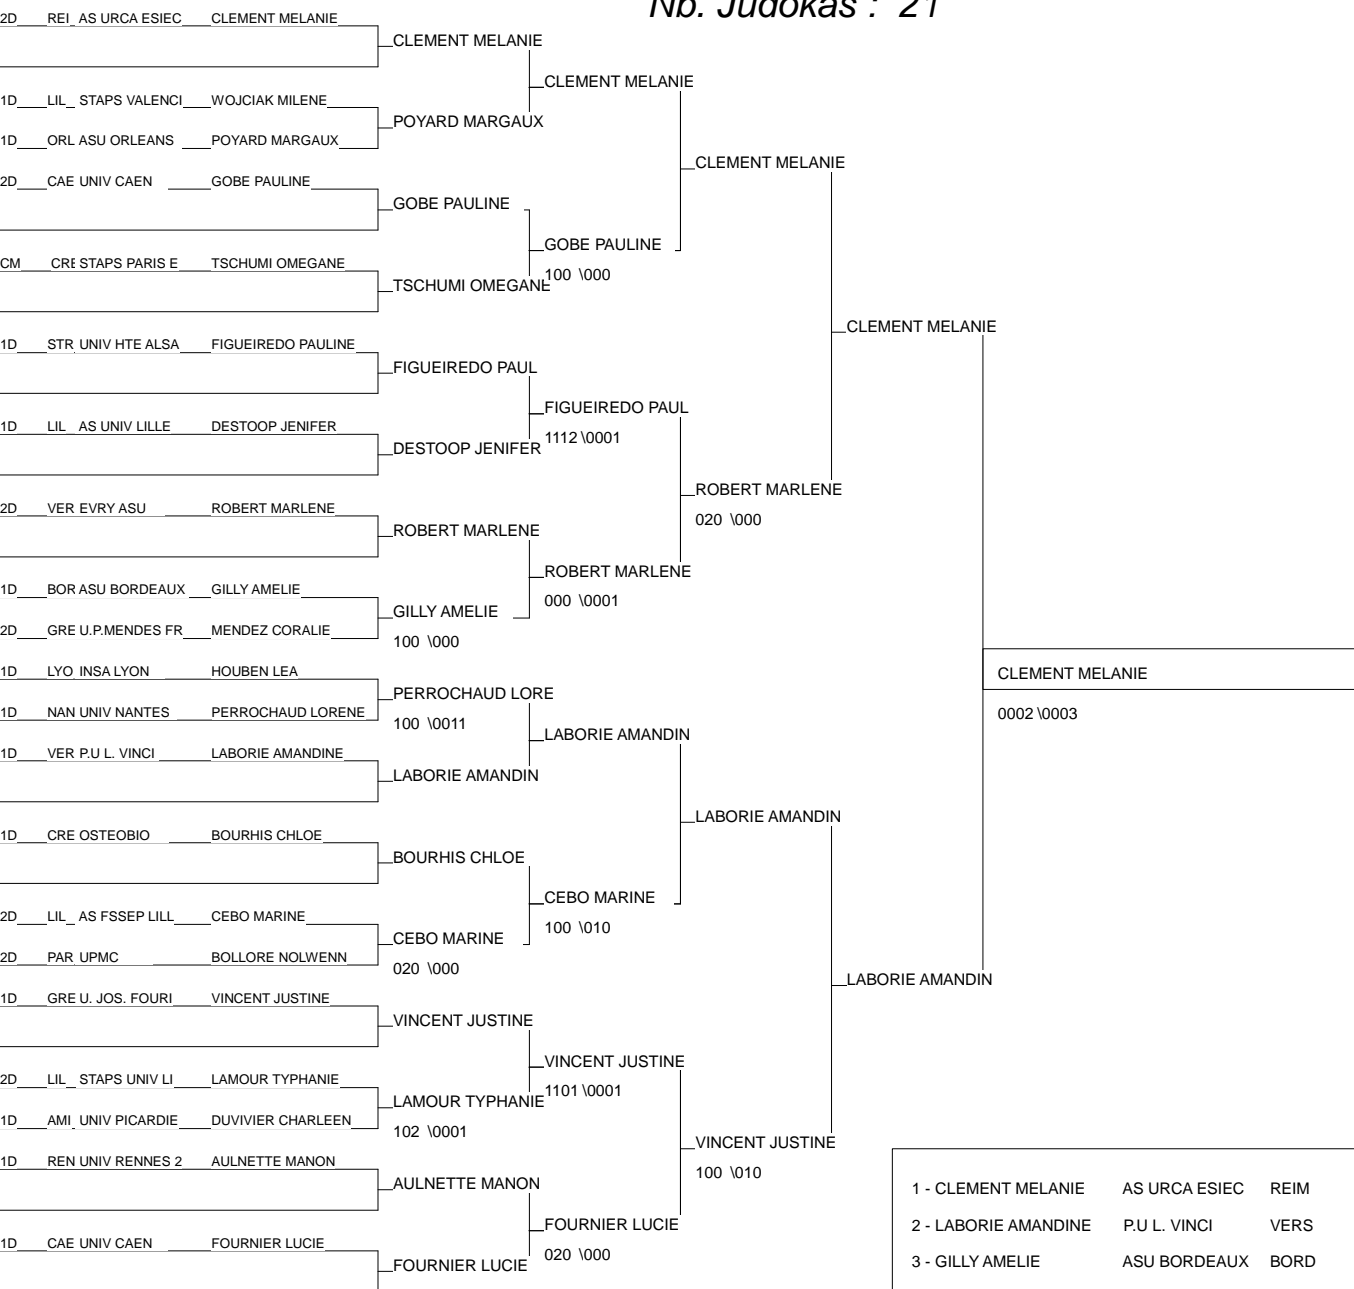 Nb. Judokas : 21
2D REI AS URCA ESIEC CLEMENT MELANIE
CLEMENT MELANIE
CLEMENT MELANIE
1D LIL STAPS VALENCI WOJCIAK MILENE
POYARD MARGAUX
1D ORL ASU ORLEANS POYARD MARGAUX
CLEMENT MELANIE
2D CAE UNIV CAEN GOBE PAULINE
GOBE PAULINE
GOBE PAULINE
100 \000
CM CRE STAPS PARIS E TSCHUMI OMEGANE
TSCHUMI OMEGANE
CLEMENT MELANIE
1D STR UNIV HTE ALSA FIGUEIREDO PAULINE
FIGUEIREDO PAUL
FIGUEIREDO PAUL
1112 \0001
1D LIL AS UNIV LILLE DESTOOP JENIFER
DESTOOP JENIFER
ROBERT MARLENE
020 \000
2D VER EVRY ASU ROBERT MARLENE
ROBERT MARLENE
ROBERT MARLENE
000 \0001
1D BOR ASU BORDEAUX GILLY AMELIE
GILLY AMELIE
100 \000
2D GRE U.P.MENDES FR MENDEZ CORALIE
CLEMENT MELANIE
0002 \0003
1D LYO INSA LYON HOUBEN LEA
PERROCHAUD LORE
100 \0011
1D NAN UNIV NANTES PERROCHAUD LORENE
LABORIE AMANDIN
1D VER P.U L. VINCI LABORIE AMANDINE
LABORIE AMANDIN
LABORIE AMANDIN
1D CRE OSTEOBIO BOURHIS CHLOE
BOURHIS CHLOE
CEBO MARINE
100 \010
2D LIL AS FSSEP LILL CEBO MARINE
CEBO MARINE
020 \000
2D PAR UPMC BOLLORE NOLWENN
LABORIE AMANDIN
1D GRE U. JOS. FOURI VINCENT JUSTINE
VINCENT JUSTINE
VINCENT JUSTINE
1101 \0001
2D LIL STAPS UNIV LI LAMOUR TYPHANIE
LAMOUR TYPHANIE
102 \0001
1D AMI UNIV PICARDIE DUVIVIER CHARLEEN
VINCENT JUSTINE
100 \010
1D REN UNIV RENNES 2 AULNETTE MANON
AULNETTE MANON
FOURNIER LUCIE
020 \000
1D CAE UNIV CAEN FOURNIER LUCIE
FOURNIER LUCIE
1 - CLEMENT MELANIE AS URCA ESIEC REIM
2 - LABORIE AMANDINE P.U L. VINCI VERS
3 - GILLY AMELIE ASU BORDEAUX BORD